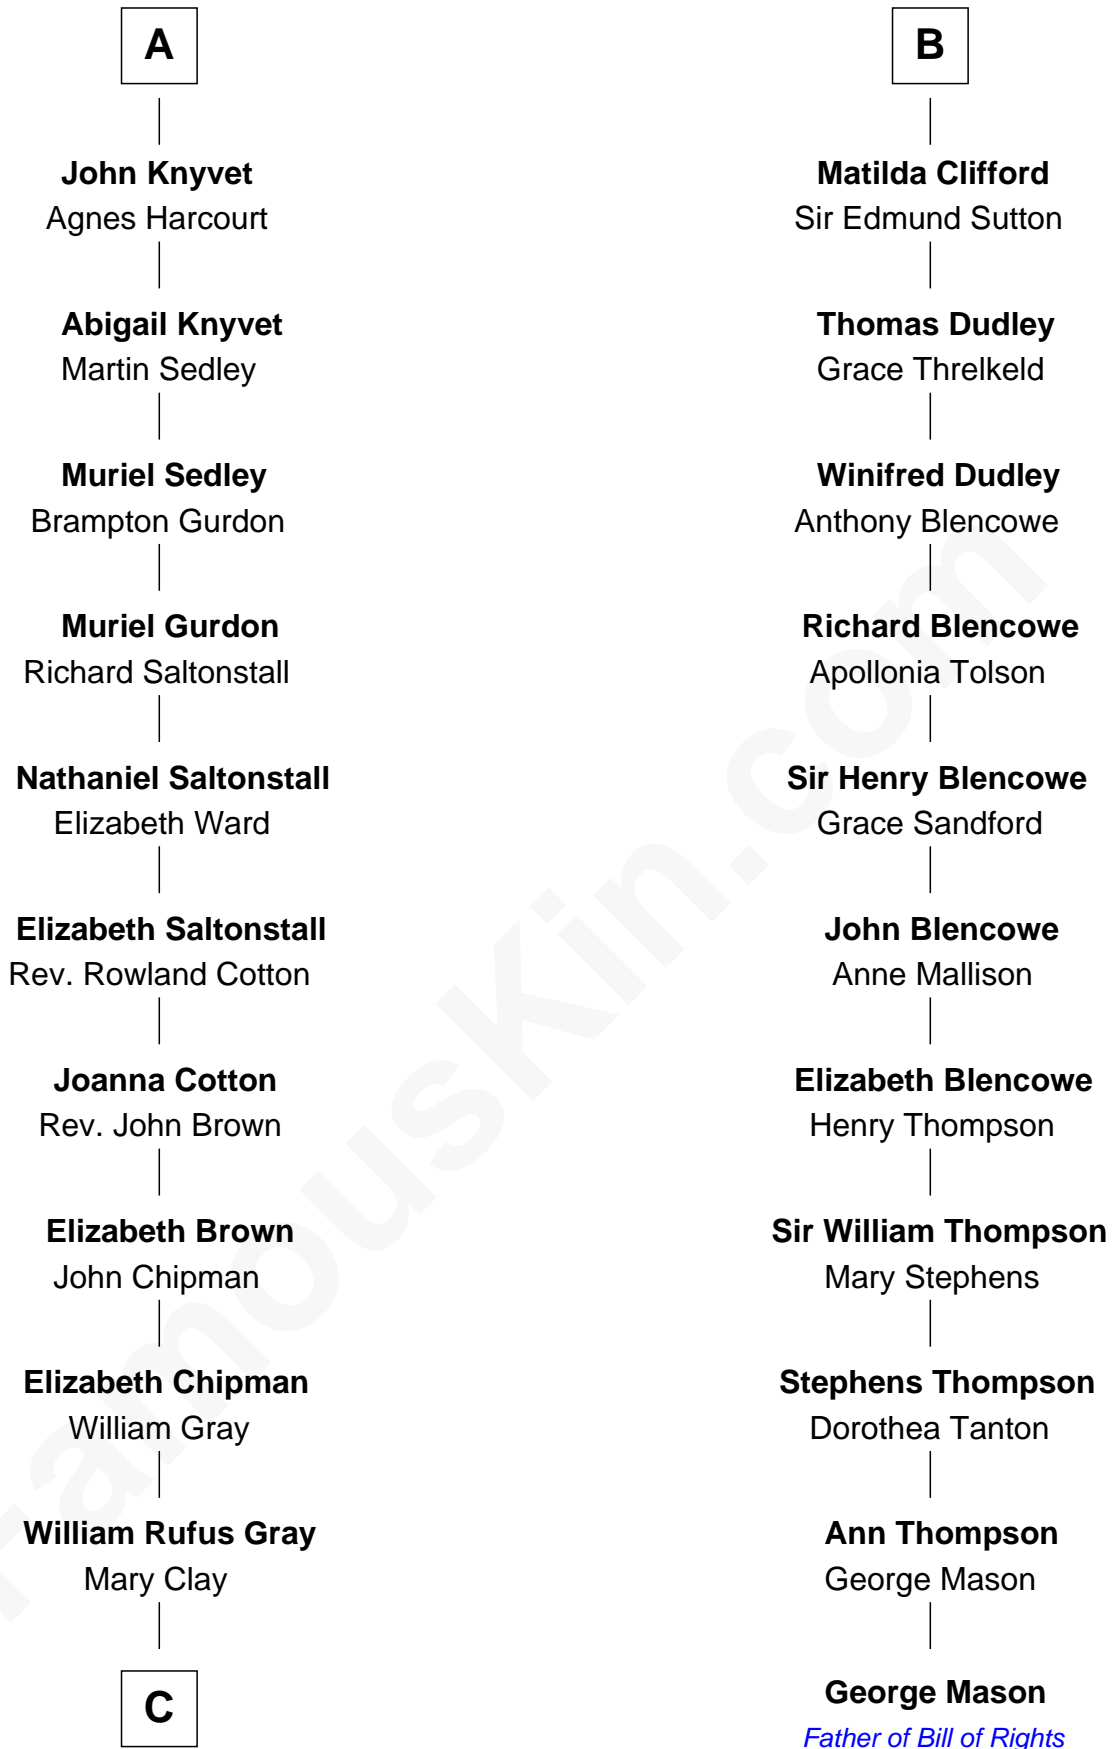 A
John Knyvet
Agnes Harcourt
Abigail Knyvet
Martin Sedley
Muriel Sedley
Brampton Gurdon
Muriel Gurdon
Richard Saltonstall
Nathaniel Saltonstall
Elizabeth Ward
Elizabeth Saltonstall
Rev. Rowland Cotton
Joanna Cotton
Rev. John Brown
Elizabeth Brown
John Chipman
Elizabeth Chipman
William Gray
William Rufus Gray
Mary Clay
C
B
Matilda Clifford
Sir Edmund Sutton
Thomas Dudley
Grace Threlkeld
Winifred Dudley
Anthony Blencowe
Richard Blencowe
Apollonia Tolson
Sir Henry Blencowe
Grace Sandford
John Blencowe
Anne Mallison
Elizabeth Blencowe
Henry Thompson
Sir William Thompson
Mary Stephens
Stephens Thompson
Dorothea Tanton
Ann Thompson
George Mason
George Mason
Father of Bill of Rights
FamousKin.com